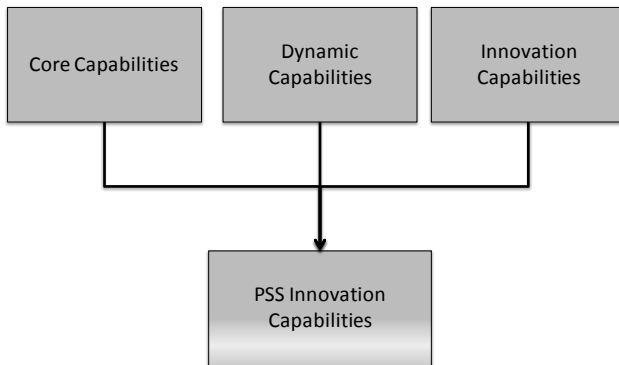 Core Capabilities
Dynamic
Capabilities
Innovation
Capabilities
PSS Innovation
Capabilities